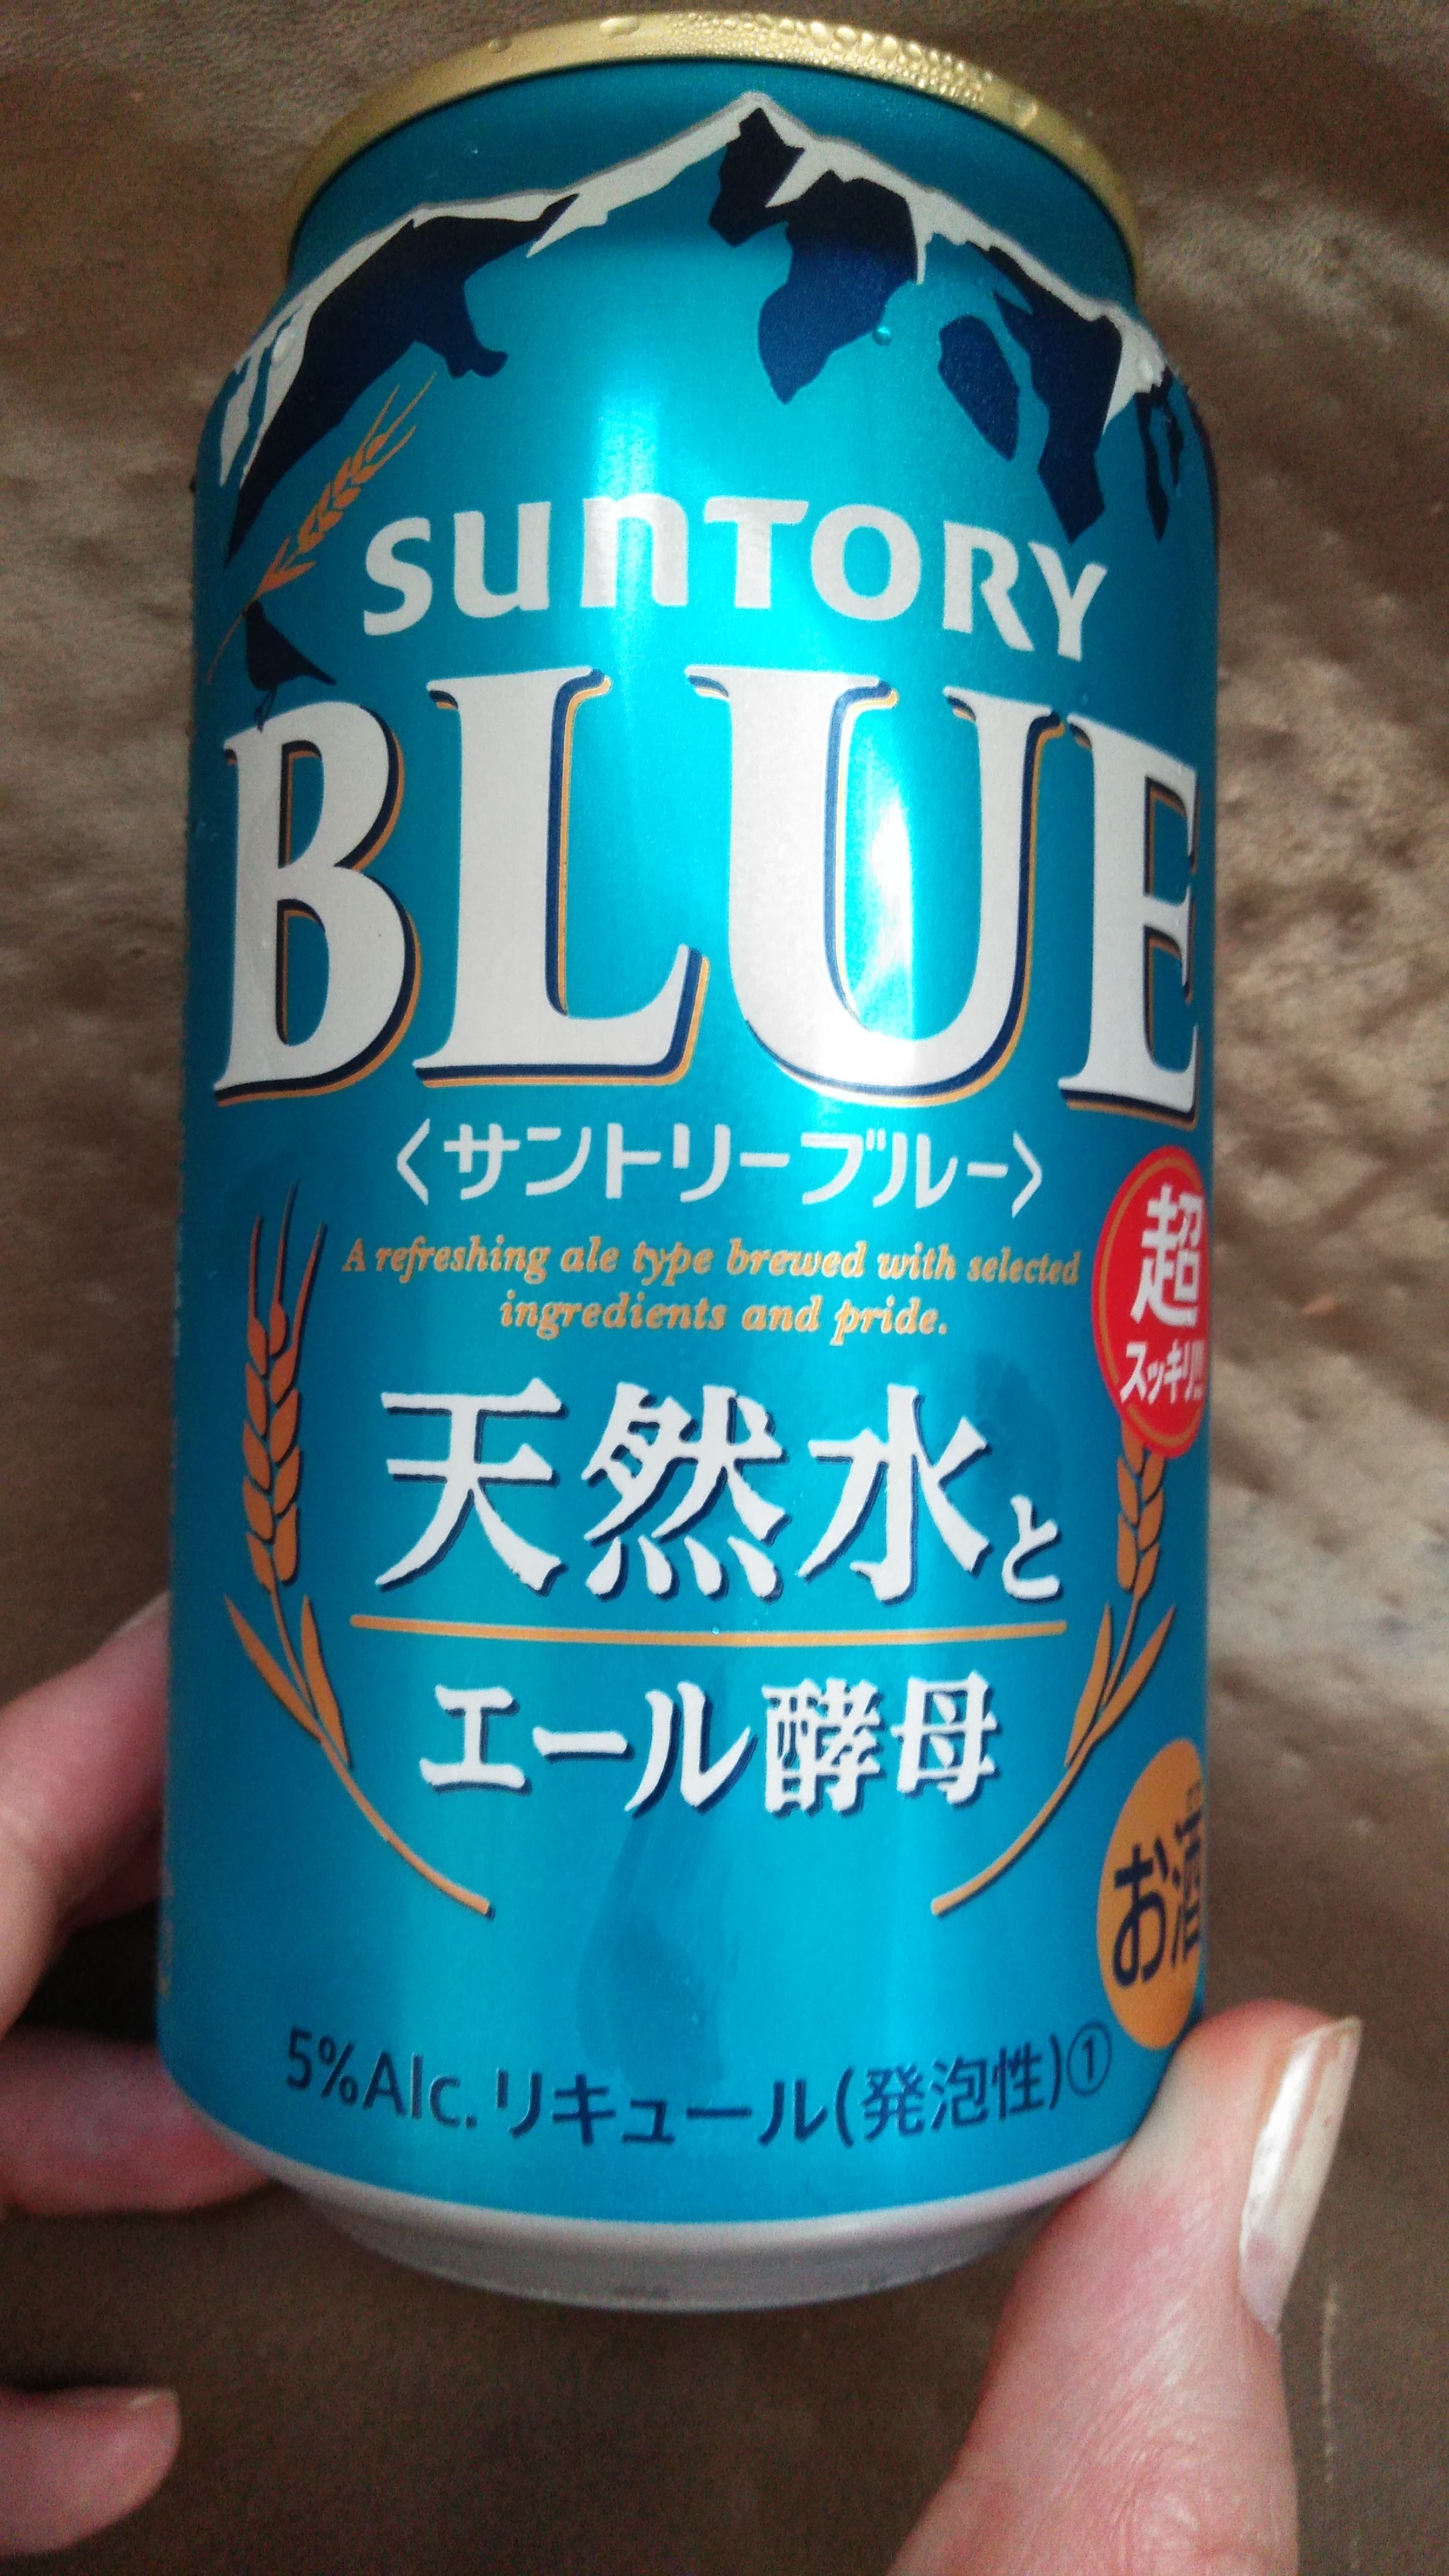 SUNTORY
BLUE
〈サントリーブルー〉
A refreshing ale type brewed with selected
ingredients and pride.
超
スッキリ!!
天然水と
エール酵母
お酒
5%Alc. リキュール(発泡性)①